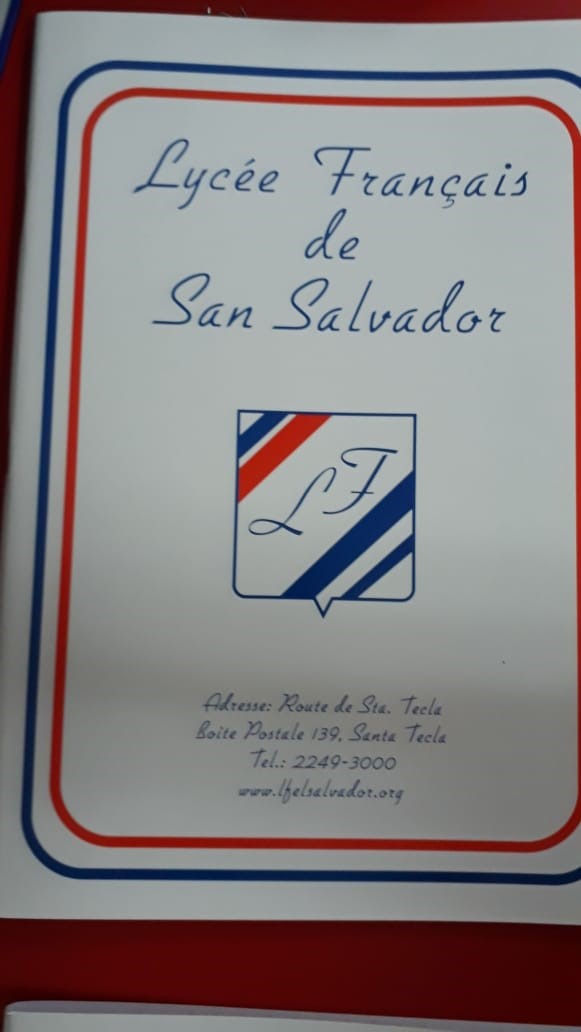 Lycée Français
de
San Salvador
LF
Adresse: Route de Sta. Tecla
Boite Postale 139, Santa Tecla
Tel.: 2249-3000
www.lfelsalvador.org